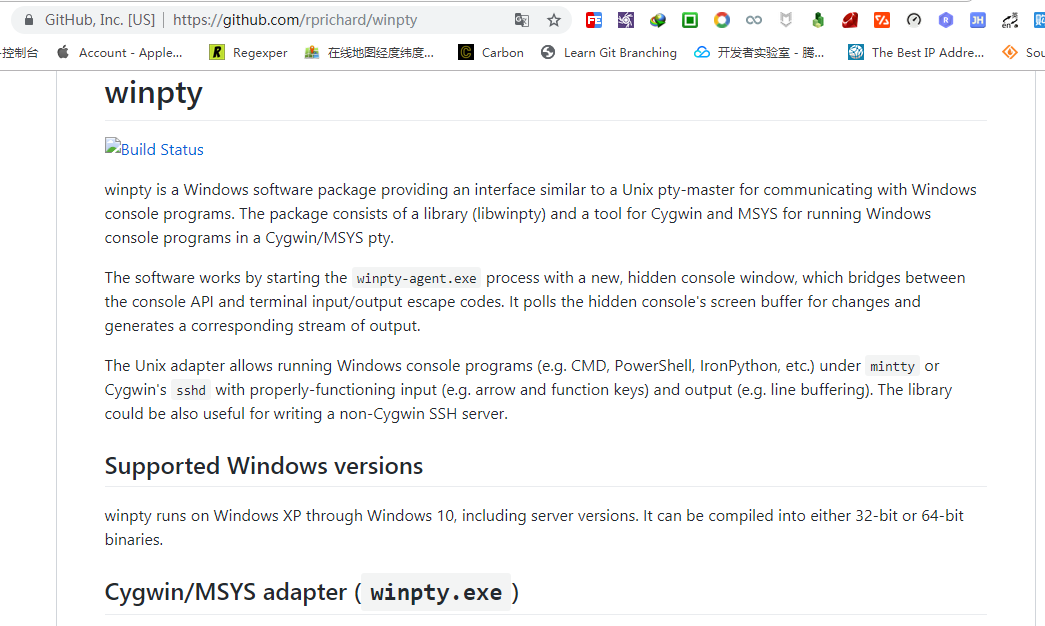 GitHub, Inc. [US] | https://github.com/rprichard/winpty
控制台 Account - Apple... Regexper 在线地图经度纬度... Carbon Learn Git Branching 开发者实验室 - 腾... The Best IP Addre... Sou
winpty
Build Status
winpty is a Windows software package providing an interface similar to a Unix pty-master for communicating with Windows
console programs. The package consists of a library (libwinpty) and a tool for Cygwin and MSYS for running Windows
console programs in a Cygwin/MSYS pty.
The software works by starting the winpty-agent.exe process with a new, hidden console window, which bridges between
the console API and terminal input/output escape codes. It polls the hidden console's screen buffer for changes and
generates a corresponding stream of output.
The Unix adapter allows running Windows console programs (e.g. CMD, PowerShell, IronPython, etc.) under mintty or
Cygwin's sshd with properly-functioning input (e.g. arrow and function keys) and output (e.g. line buffering). The library
could be also useful for writing a non-Cygwin SSH server.
Supported Windows versions
winpty runs on Windows XP through Windows 10, including server versions. It can be compiled into either 32-bit or 64-bit
binaries.
Cygwin/MSYS adapter ( winpty.exe )